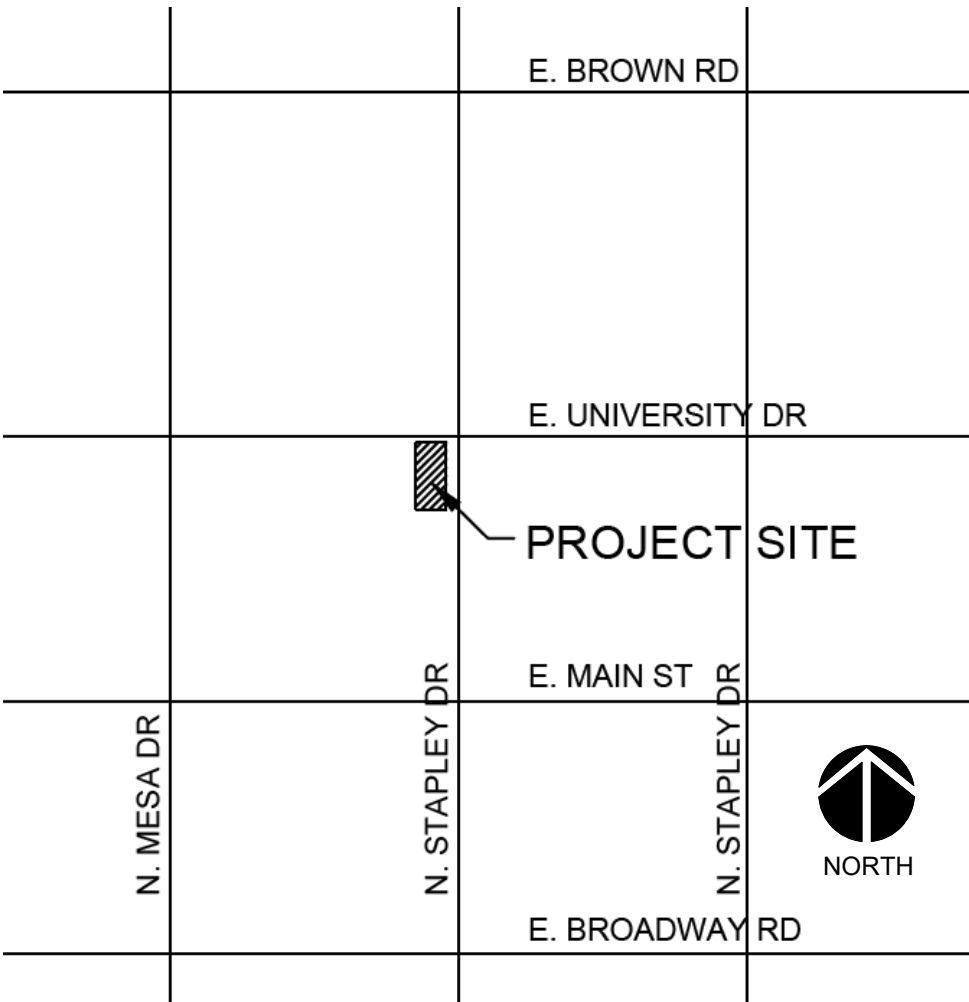 E. BROWN RD
E. UNIVERSITY DR
PROJECT SITE
E. MAIN ST
N. MESA DR
N. STAPLEY DR
N. STAPLEY DR
NORTH
E. BROADWAY RD